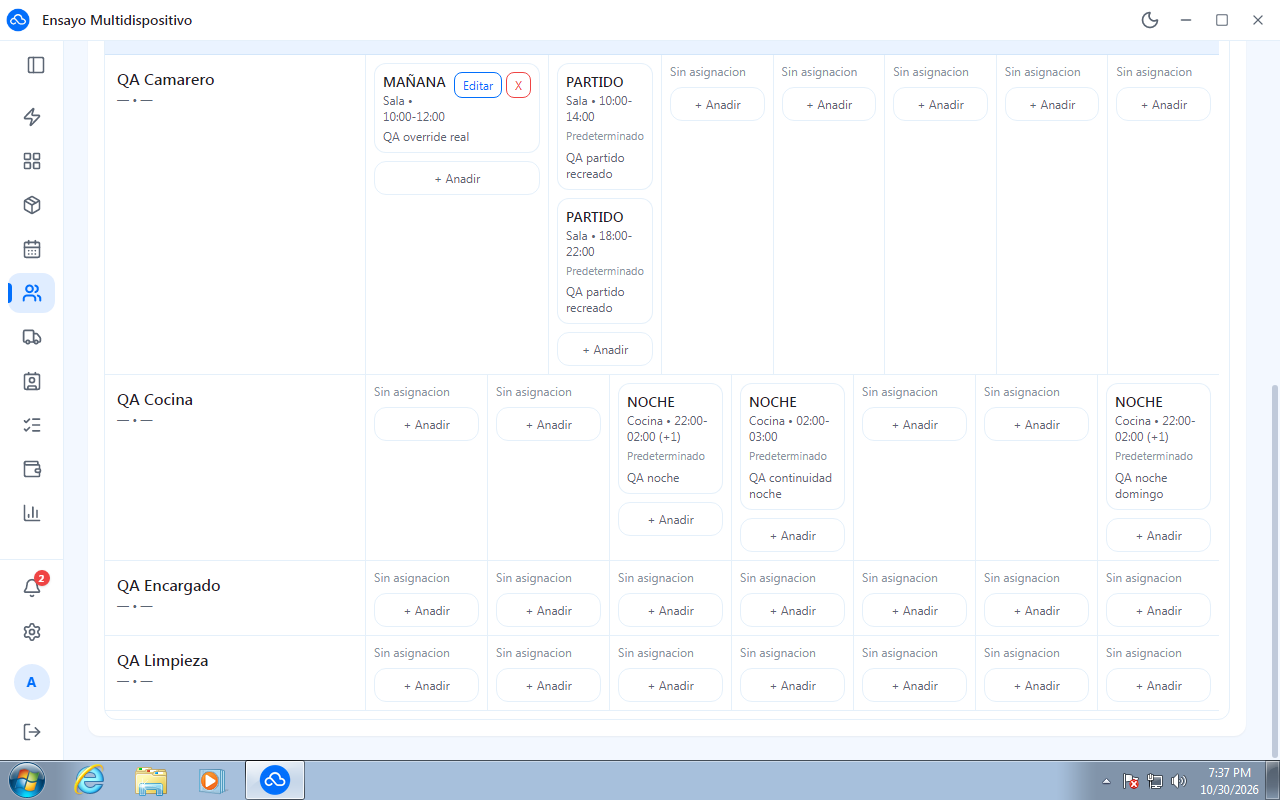 Ensayo Multidispositivo
QA Camarero
— • —
MAÑANA
Editar
X
Sala •
10:00-12:00
QA override real
+ Anadir
PARTIDO
Sala • 10:00-
14:00
Predeterminado
QA partido
recreado
PARTIDO
Sala • 18:00-
22:00
Predeterminado
QA partido
recreado
+ Anadir
Sin asignacion
+ Anadir
Sin asignacion
+ Anadir
Sin asignacion
+ Anadir
Sin asignacion
+ Anadir
Sin asignacion
+ Anadir
QA Cocina
— • —
Sin asignacion
+ Anadir
Sin asignacion
+ Anadir
NOCHE
Cocina • 22:00-
02:00 (+1)
Predeterminado
QA noche
+ Anadir
NOCHE
Cocina • 02:00-
03:00
Predeterminado
QA continuidad
noche
+ Anadir
Sin asignacion
+ Anadir
Sin asignacion
+ Anadir
NOCHE
Cocina • 22:00-
02:00 (+1)
Predeterminado
QA noche
domingo
+ Anadir
QA Encargado
— • —
Sin asignacion
+ Anadir
Sin asignacion
+ Anadir
Sin asignacion
+ Anadir
Sin asignacion
+ Anadir
Sin asignacion
+ Anadir
Sin asignacion
+ Anadir
Sin asignacion
+ Anadir
QA Limpieza
— • —
Sin asignacion
+ Anadir
Sin asignacion
+ Anadir
Sin asignacion
+ Anadir
Sin asignacion
+ Anadir
Sin asignacion
+ Anadir
Sin asignacion
+ Anadir
Sin asignacion
+ Anadir
2
A
7:37 PM
10/30/2026